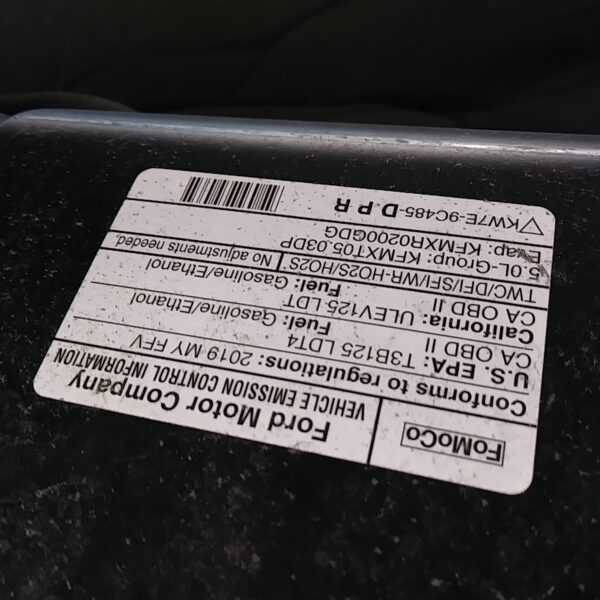 FoMoCo
Ford Motor Company
VEHICLE EMISSION CONTROL INFORMATION
Conforms to regulations: 2019 MY FFV
U.S. EPA: T3B125 LDT4
CA OBD II Fuel: Gasoline/Ethanol
California: ULEV125 LDT
CA OBD II Fuel: Gasoline/Ethanol
TWC/DFI/SFI/WR-HO2S/HO2S No adjustments needed.
5.0L-Group: KFMXT05.03DP
Evap: KFMXR0200GDG
KW7E-9C485-D.P R